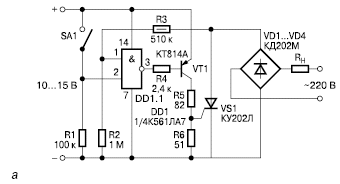 +
SA1
10...15 В
R1
100 к
R2
1 М
14
1
2
&
3
7
DD1.1
R3
510 к
КТ814А
VT1
R4
2,4 к
R5
82
DD1
1/4К561ЛА7
VS1
КУ202Л
R6
51
VD1...VD4
КД202М
Rн
~220 В
−
а